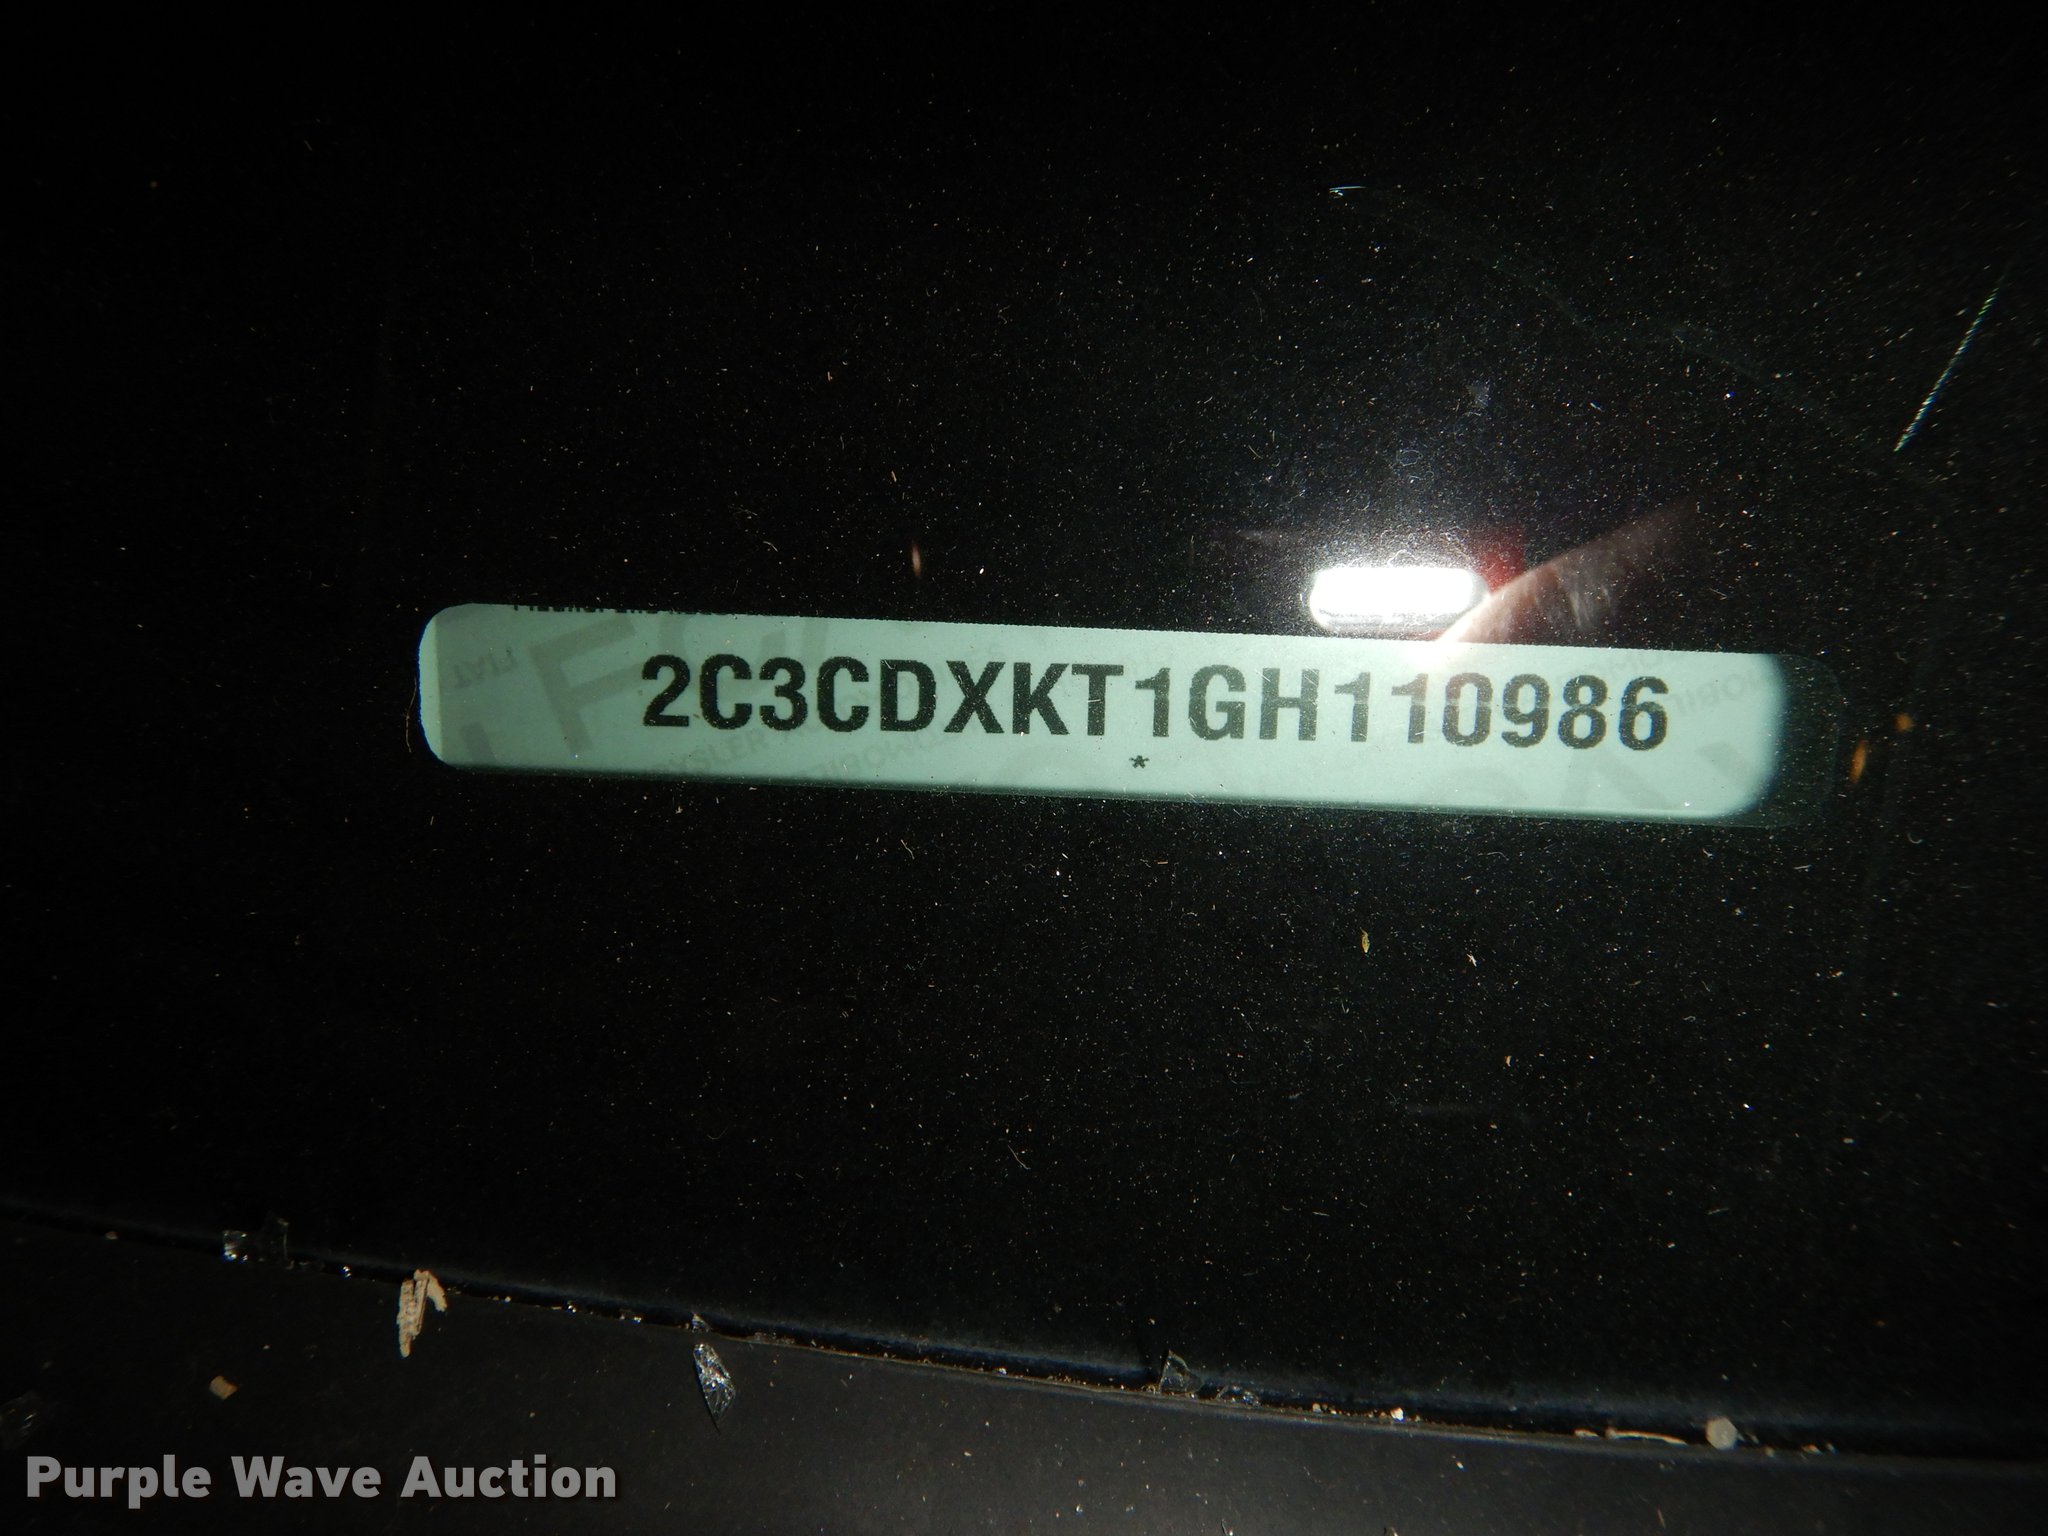 2C3CDXKT1GH110986
*
Purple Wave Auction